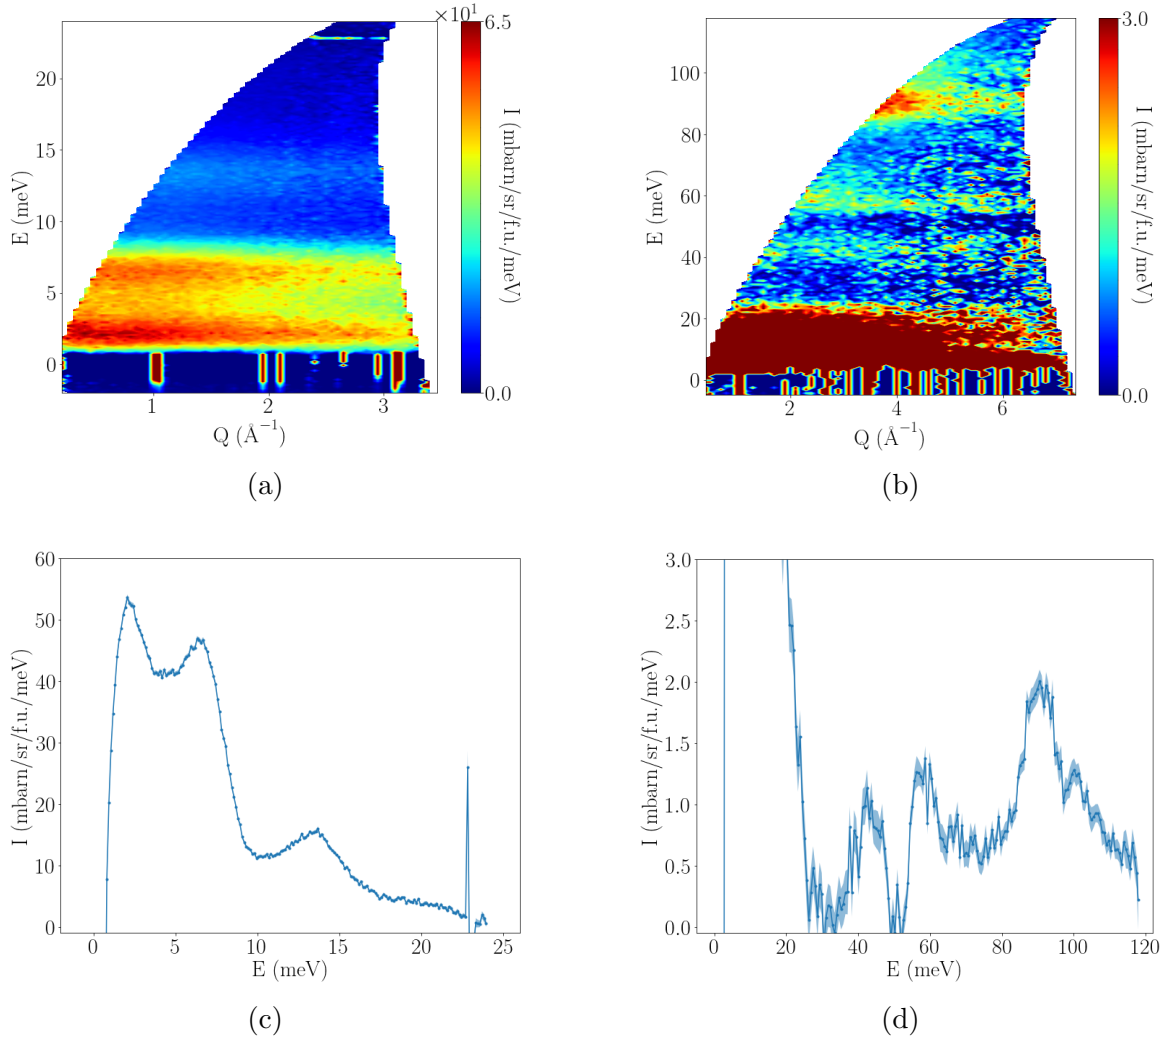 ×10¹
6.5
I (mbarn/sr/f.u./meV)
0.0
20
15
10
5
0
E (meV)
1 2 3
Q (Å⁻¹)
(a)
3.0
I (mbarn/sr/f.u./meV)
0.0
100
80
60
40
20
0
E (meV)
2 4 6
Q (Å⁻¹)
(b)
60
50
40
30
20
10
0
I (mbarn/sr/f.u./meV)
0 5 10 15 20 25
E (meV)
(c)
3.0
2.5
2.0
1.5
1.0
0.5
0.0
I (mbarn/sr/f.u./meV)
0 20 40 60 80 100 120
E (meV)
(d)